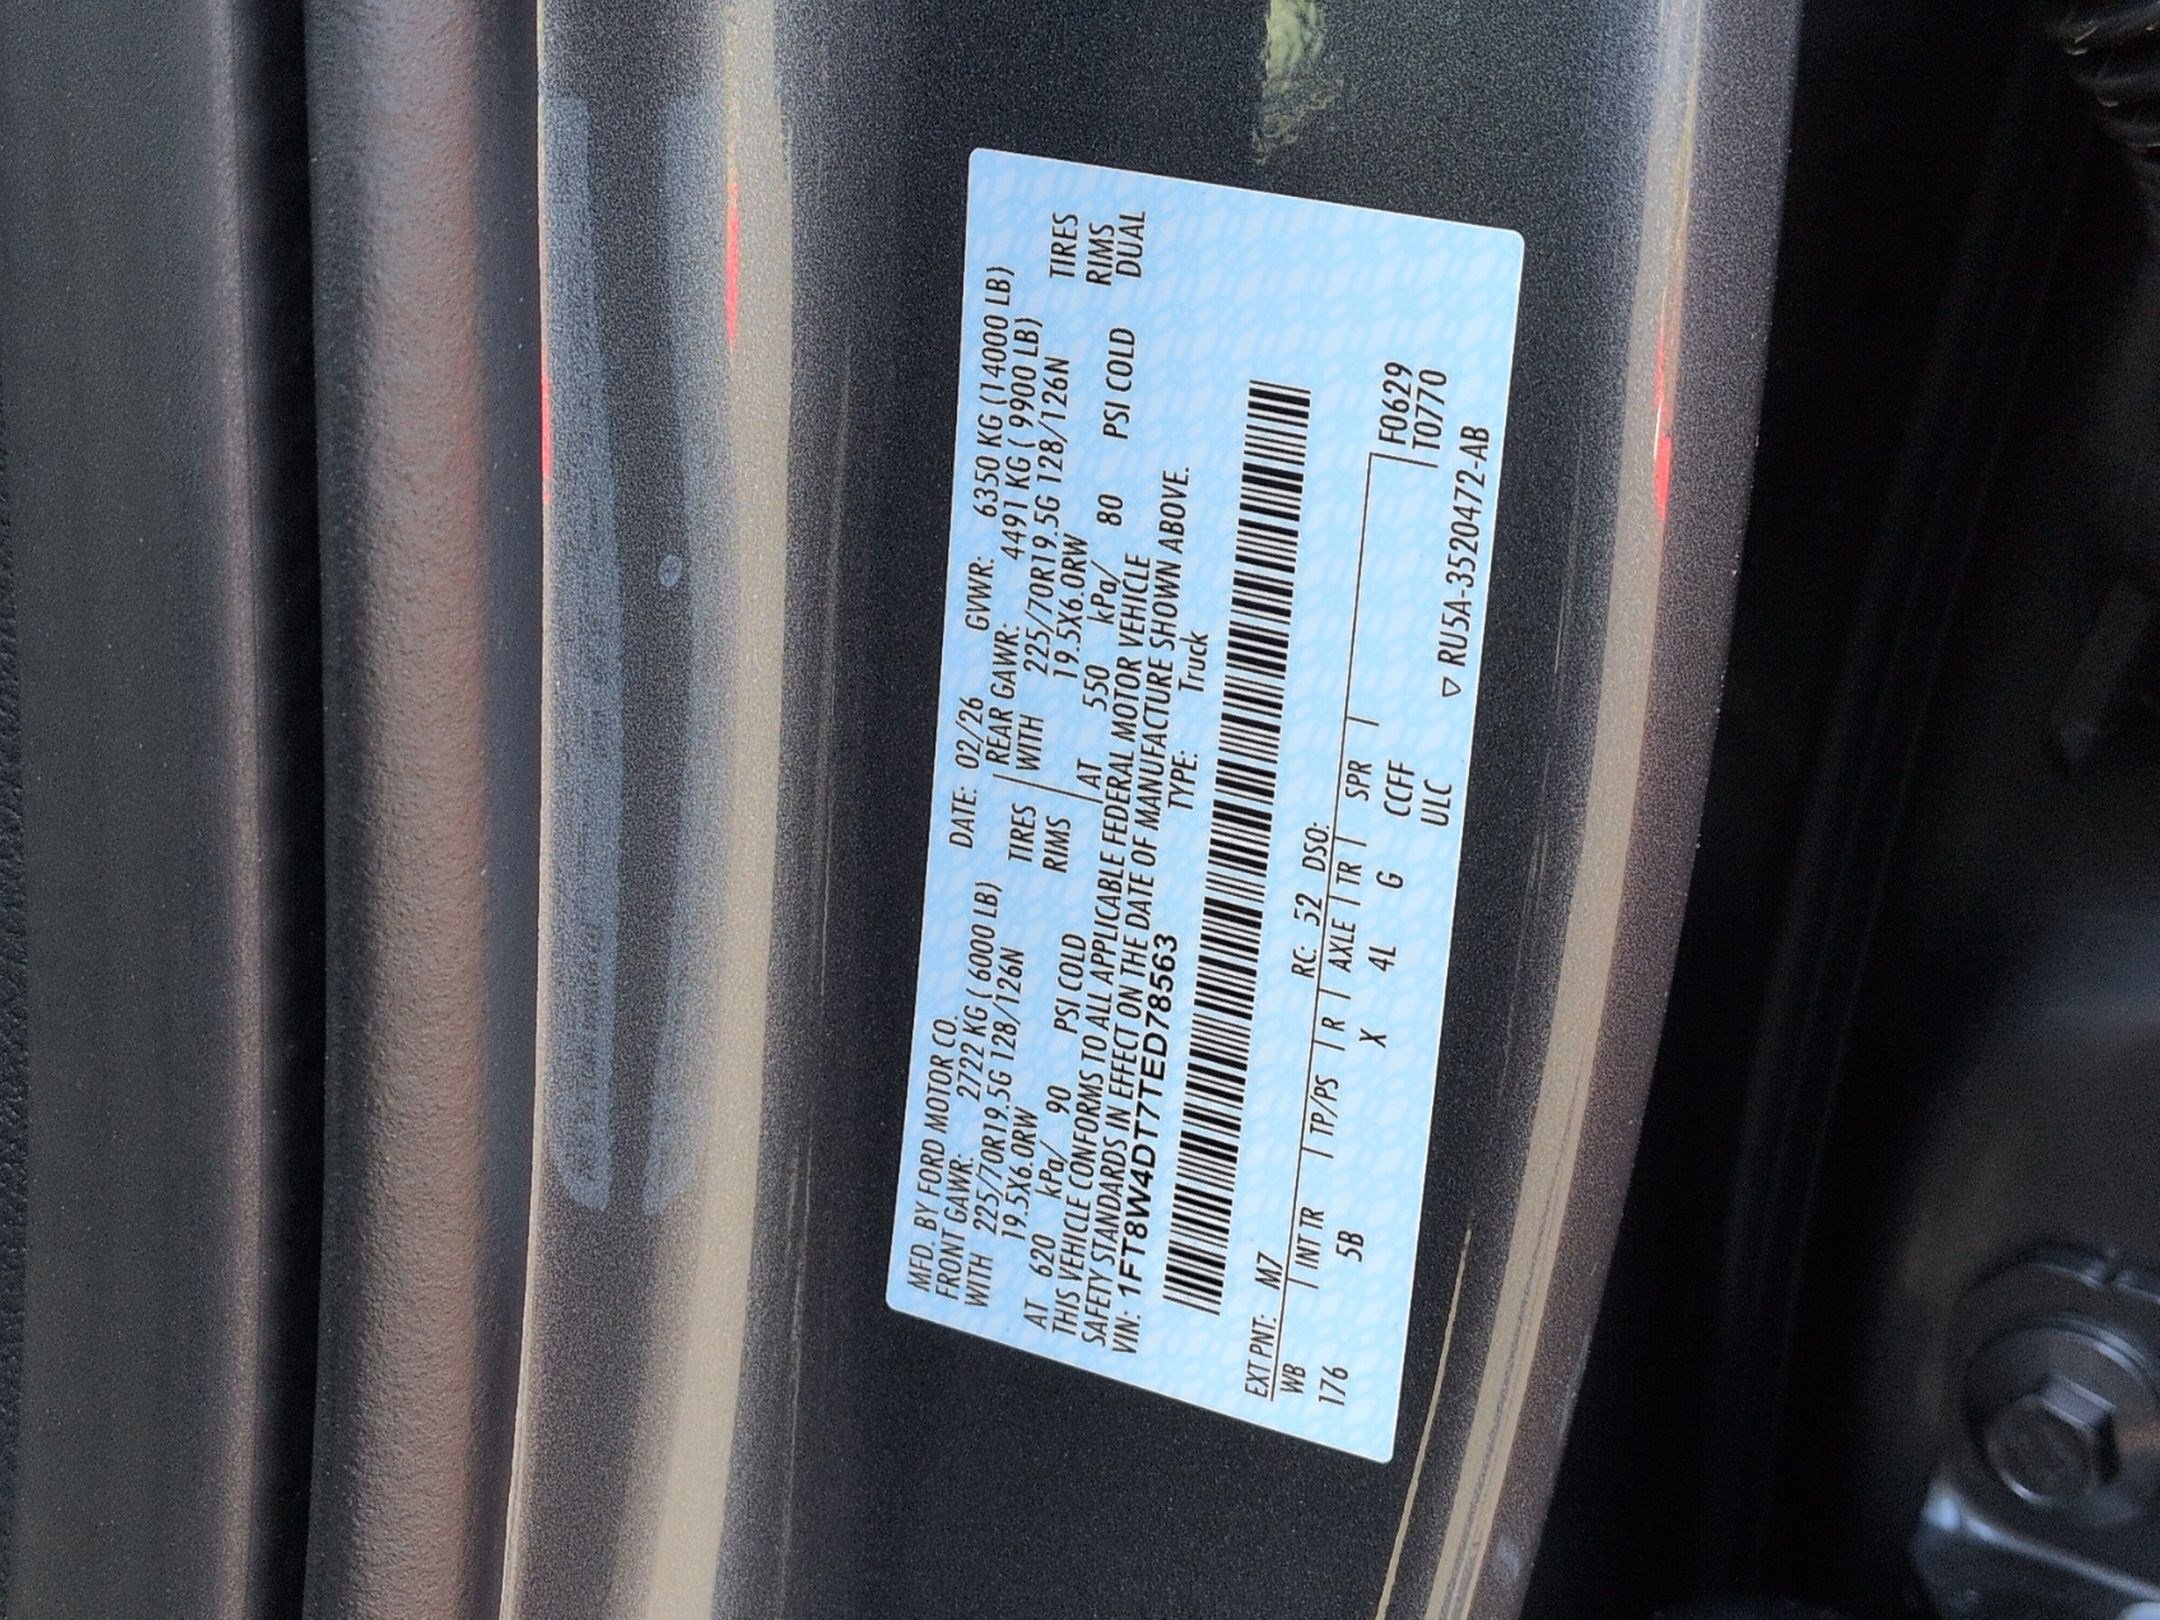 MFD. BY FORD MOTOR CO. DATE: 02/26 GVWR: 6350 KG (14000 LB)
FRONT GAWR: 2722 KG ( 6000 LB) REAR GAWR: 4491 KG ( 9900 LB)
WITH 225/70R19.5G 128/126N TIRES WITH 225/70R19.5G 128/126N TIRES
19.5X6.0RW RIMS 19.5X6.0RW RIMS
AT 620 kPa/ 90 PSI COLD AT 550 kPa/ 80 PSI COLD DUAL
THIS VEHICLE CONFORMS TO ALL APPLICABLE FEDERAL MOTOR VEHICLE
SAFETY STANDARDS IN EFFECT ON THE DATE OF MANUFACTURE SHOWN ABOVE.
VIN: 1FT8W4DT7TED78563 TYPE: Truck
EXT PNT: M7 RC: 52 DSO:
WB INT TR TP/PS R AXLE TR SPR F0629
176 5B X 4L G CCFF T0770
ULC ▽ RU5A-3520472-AB